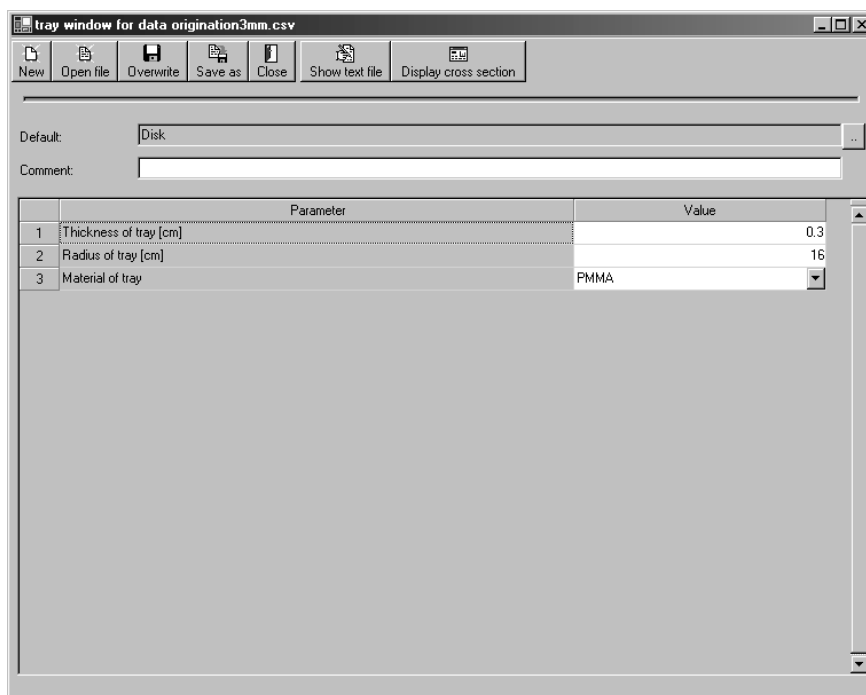 tray window for data origination3mm.csv
New Open file Overwrite Save as Close Show text file Display cross section
Default: Disk ..
Comment:
Parameter Value
1 Thickness of tray [cm] 0.3
2 Radius of tray [cm] 16
3 Material of tray PMMA